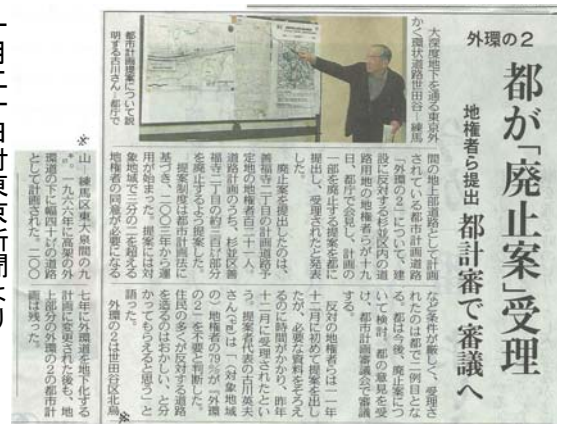 外環の2
都が「廃止案」受理
地権者ら提出 都計審で審議へ
大深度地下を通る東京外
かく環状道路世田谷―練馬
都市計画提案について説
明する古川さん=都庁で
間の地上部道路として計画
されている都市計画道路
「外環の2」について、建
設に反対する杉並区内の道
路用地の地権者らが十九
日、都庁で会見し、計画の
一部を廃止する提案を都に
提出し、受理されたと発表
した。
廃止案を提出したのは、
善福寺二丁目の計画道路予
定地の地権者百二十一人。
道路計画のうち、杉並区善
福寺二丁目の約三百㍍部分
を廃止するよう提案した。
提案制度は都市計画法に
基づき、二〇〇三年から運
用が始まった。提案には対
象地域で三分の二を超える
地権者の同意が必要になる
など条件が厳しく、受理さ
れたのは都で二例目とな
る。都は今後、廃止案につ
いて検討。都の意見を受
け、都市計画審議会で審議
する。
反対の地権者らは一一年
十二月に初めて提案を出し
たが、必要な資料をそろえ
るのに時間がかかり、昨年
十二月に受理されたとい
う。提案者代表の古川英夫
さんは「(対象地域
の)地権者の79%が『外環
の2』を不要と判断した。
住民の多くが反対する道路
を造るのはおかしい、と分
かってもらえると思う」と
外環の2は世田谷区北烏
※
※
山―練馬区東大泉間の九
㌔。一九六六年に高架の外
環道の下に幅四十㍍の道路
として計画された。二〇〇
七年に外環道を地下化する
計画に変更された後も、地
上部分の外環の2の都市計
画は残った。
一月二十日付東京新聞より